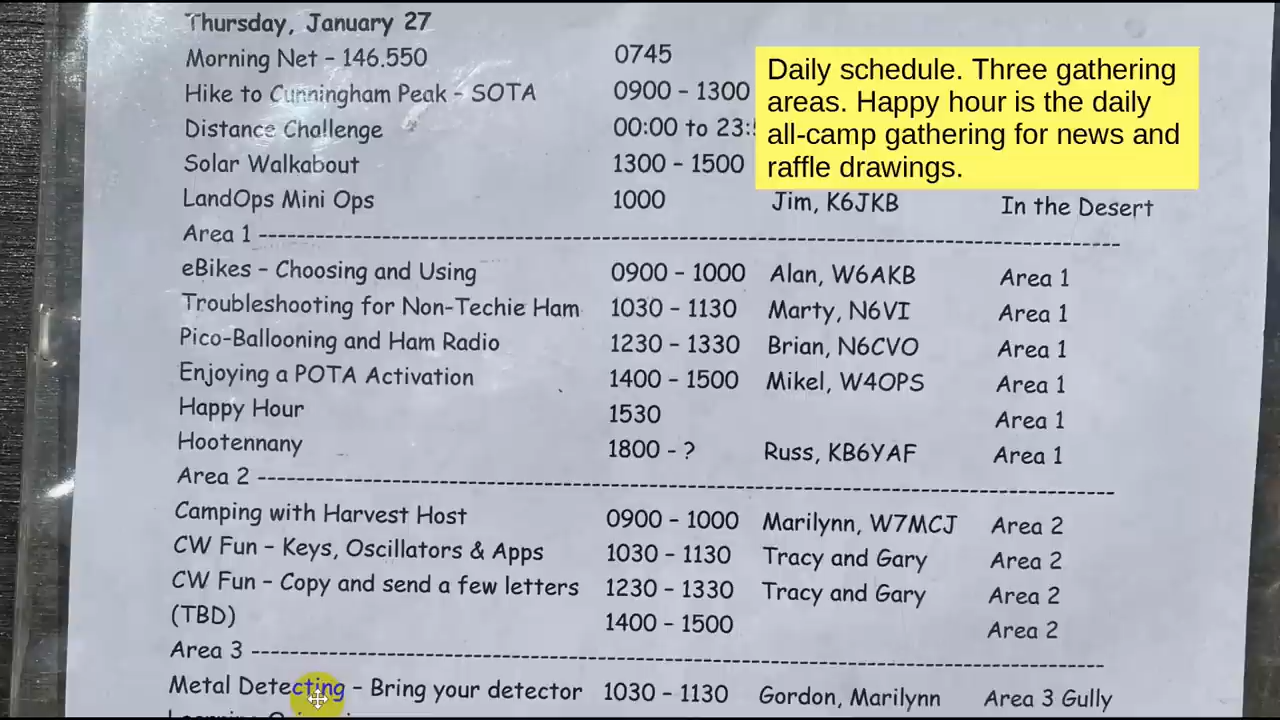 Thursday, January 27
Morning Net – 146.550 0745
Hike to Cunningham Peak – SOTA 0900 – 1300
Distance Challenge 00:00 to 23:
Solar Walkabout 1300 – 1500
Daily schedule. Three gathering
areas. Happy hour is the daily
all-camp gathering for news and
raffle drawings.
LandOps Mini Ops 1000 Jim, K6JKB In the Desert
Area 1 ------------------------------------------------------------
eBikes – Choosing and Using 0900 – 1000 Alan, W6AKB Area 1
Troubleshooting for Non-Techie Ham 1030 – 1130 Marty, N6VI Area 1
Pico-Ballooning and Ham Radio 1230 – 1330 Brian, N6CVO Area 1
Enjoying a POTA Activation 1400 – 1500 Mikel, W4OPS Area 1
Happy Hour 1530 Area 1
Hootennany 1800 - ? Russ, KB6YAF Area 1
Area 2 ------------------------------------------------------------
Camping with Harvest Host 0900 – 1000 Marilynn, W7MCJ Area 2
CW Fun – Keys, Oscillators & Apps 1030 – 1130 Tracy and Gary Area 2
CW Fun – Copy and send a few letters 1230 – 1330 Tracy and Gary Area 2
(TBD) 1400 – 1500 Area 2
Area 3 ------------------------------------------------------------
Metal Detecting – Bring your detector 1030 – 1130 Gordon, Marilynn Area 3 Gully